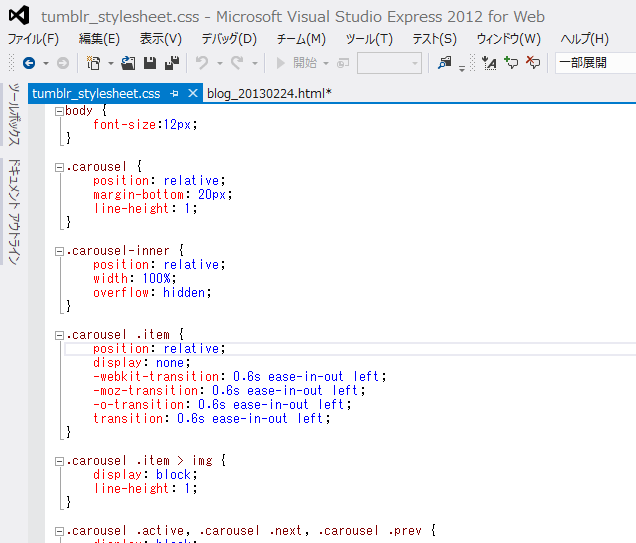 tumblr_stylesheet.css - Microsoft Visual Studio Express 2012 for Web
ファイル(F) 編集(E) 表示(V) デバッグ(D) チーム(M) ツール(T) テスト(S) ウィンドウ(W) ヘルプ(H)
開始 一部展開
tumblr_stylesheet.css blog_20130224.html*
ツールボックス
ドキュメント アウトライン
body {
font-size:12px;
}
.carousel {
position: relative;
margin-bottom: 20px;
line-height: 1;
}
.carousel-inner {
position: relative;
width: 100%;
overflow: hidden;
}
.carousel .item {
position: relative;
display: none;
-webkit-transition: 0.6s ease-in-out left;
-moz-transition: 0.6s ease-in-out left;
-o-transition: 0.6s ease-in-out left;
transition: 0.6s ease-in-out left;
}
.carousel .item > img {
display: block;
line-height: 1;
}
.carousel .active, .carousel .next, .carousel .prev {
display: block;